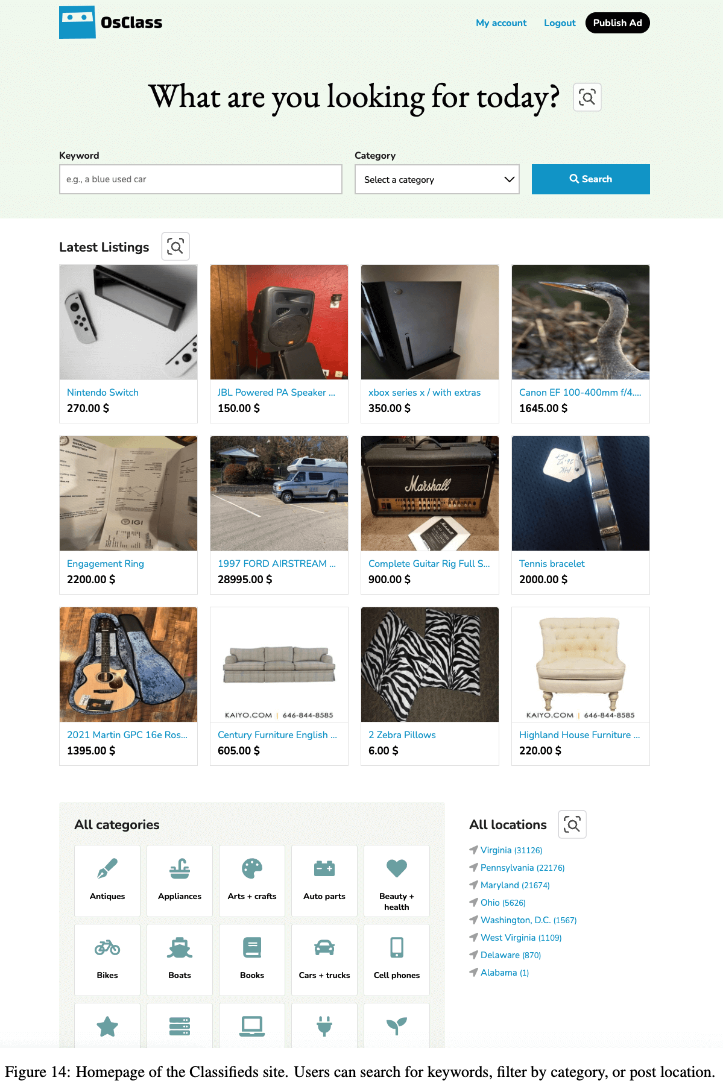 OsClass
My account Logout Publish Ad
What are you looking for today?
Keyword Category
e.g., a blue used car Select a category Search
Latest Listings
Nintendo Switch JBL Powered PA Speaker ... xbox series x / with extras Canon EF 100-400mm f/4....
270.00 $ 150.00 $ 350.00 $ 1645.00 $
IGI
Marshall
Engagement Ring 1997 FORD AIRSTREAM ... Complete Guitar Rig Full S... Tennis bracelet
2200.00 $ 28995.00 $ 900.00 $ 2000.00 $
KAIYO.COM | 646-844-8585 KAIYO.COM | 646-844-8585
2021 Martin GPC 16e Ros... Century Furniture English ... 2 Zebra Pillows Highland House Furniture ...
1395.00 $ 605.00 $ 6.00 $ 220.00 $
All categories
Antiques Appliances Arts + crafts Auto parts Beauty + health
Bikes Boats Books Cars + trucks Cell phones
All locations
Virginia (31126)
Pennsylvania (22176)
Maryland (21674)
Ohio (5626)
Washington, D.C. (1567)
West Virginia (1109)
Delaware (870)
Alabama (1)
Figure 14: Homepage of the Classifieds site. Users can search for keywords, filter by category, or post location.